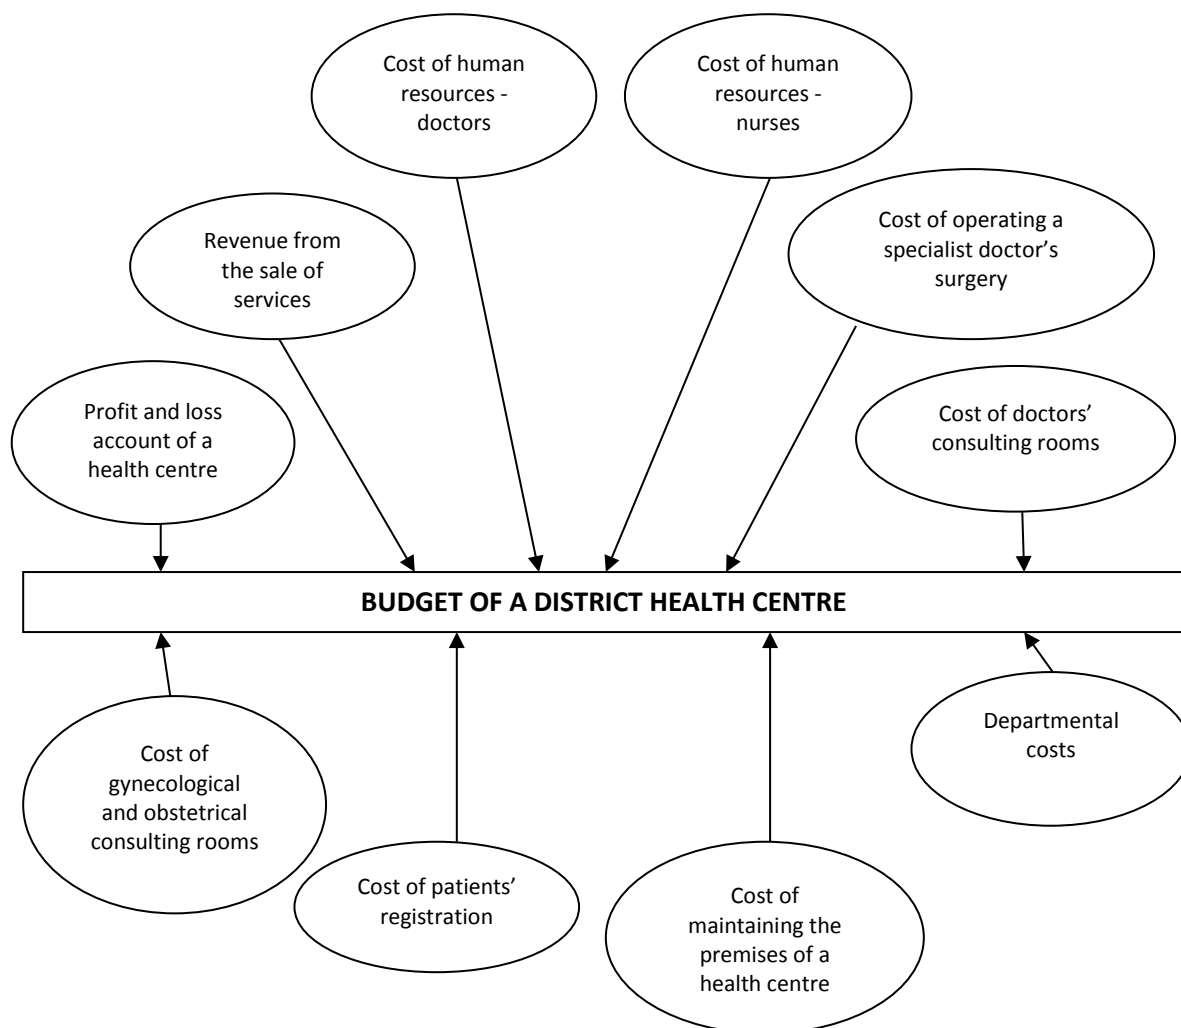 Cost of human
resources -
doctors
Cost of human
resources -
nurses
Revenue from
the sale of
services
Cost of operating a
specialist doctor’s
surgery
Profit and loss
account of a
health centre
Cost of doctors’
consulting rooms
BUDGET OF A DISTRICT HEALTH CENTRE
Cost of
gynecological
and obstetrical
consulting rooms
Cost of patients’
registration
Cost of
maintaining the
premises of a
health centre
Departmental
costs